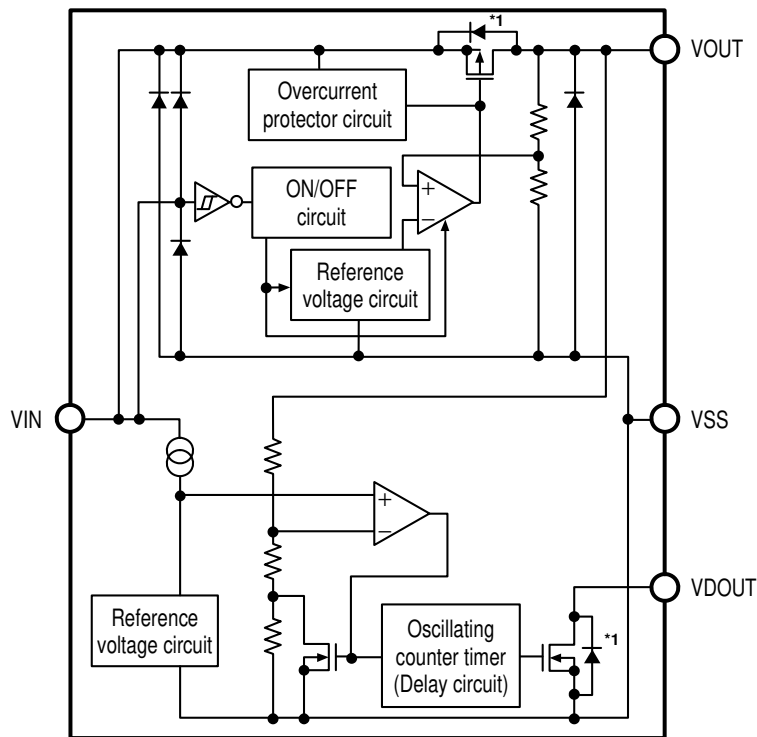 *1
VOUT
Overcurrent
protector circuit
ON/OFF
circuit
+
−
Reference
voltage circuit
VIN
VSS
+
−
VDOUT
Reference
voltage circuit
Oscillating
counter timer
(Delay circuit)
*1